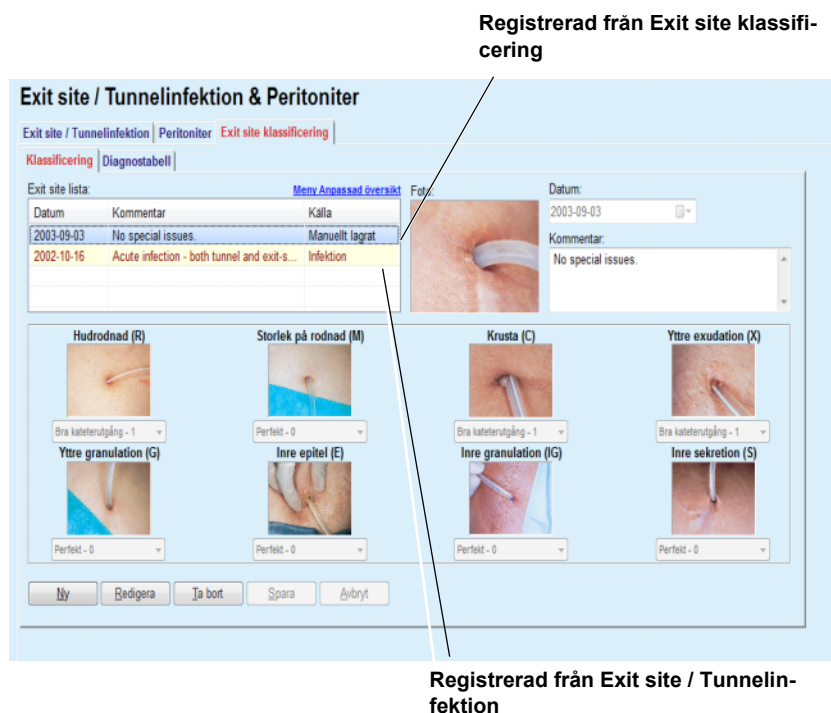 Registrerad från Exit site klassifi-
cering
Exit site / Tunnelinfektion & Peritoniter
Exit site / Tunnelinfektion Peritoniter Exit site klassificering
Klassificering Diagnostabell
Exit site lista: Meny Anpassad översikt Foto: Datum:
Datum Kommentar Källa 2003-09-03
2003-09-03 No special issues. Manuellt lagrat Kommentar:
2002-10-16 Acute infection - both tunnel and exit-s... Infektion No special issues.
Hudrodnad (R) Storlek på rodnad (M) Krusta (C) Yttre exudation (X)
Bra kateterutgång - 1 Perfekt - 0 Bra kateterutgång - 1 Bra kateterutgång - 1
Yttre granulation (G) Inre epitel (E) Inre granulation (IG) Inre sekretion (S)
Perfekt - 0 Perfekt - 0 Perfekt - 0 Perfekt - 0
Ny Redigera Ta bort Spara Avbryt
Registrerad från Exit site / Tunnelin-
fektion